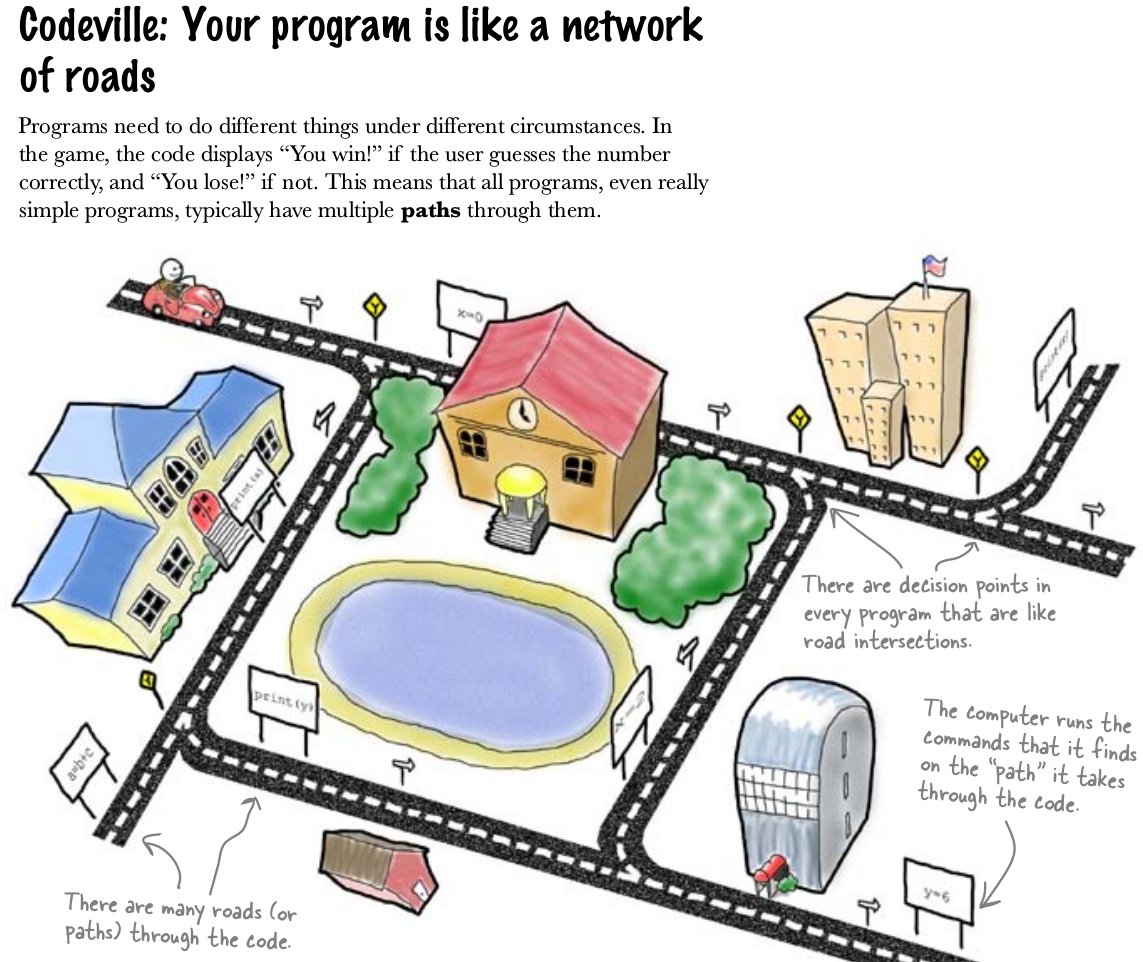 Codeville: Your program is like a network
of roads
Programs need to do different things under different circumstances. In
the game, the code displays “You win!” if the user guesses the number
correctly, and “You lose!” if not. This means that all programs, even really
simple programs, typically have multiple paths through them.
x=0
print(x)
There are decision points in
every program that are like
road intersections.
print(y)
x=2
a=b+c
The computer runs the
commands that it finds
on the “path” it takes
through the code.
y=6
There are many roads (or
paths) through the code.